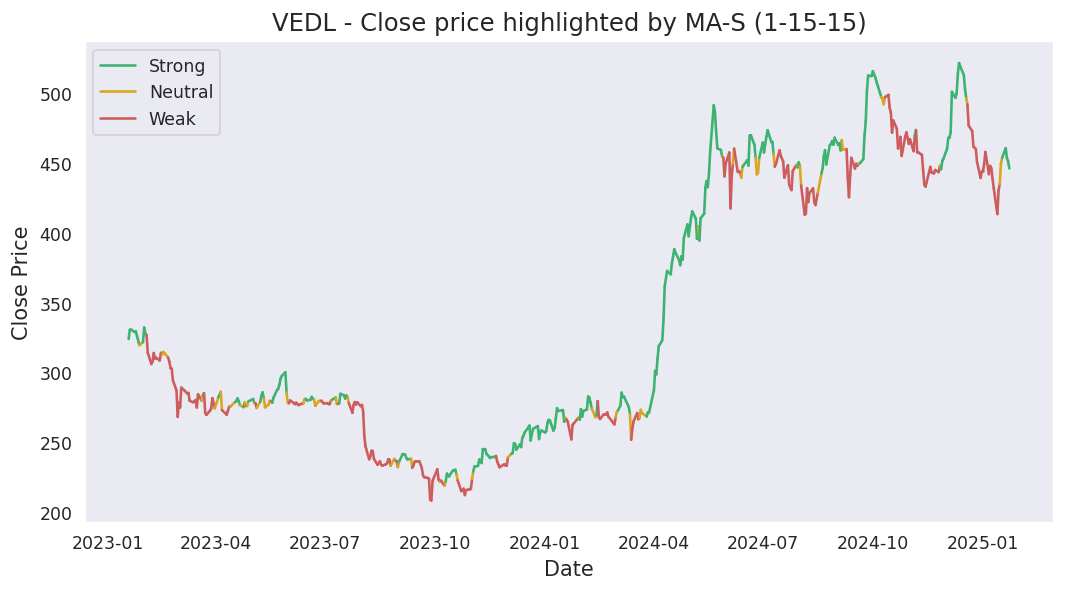 VEDL - Close price highlighted by MA-S (1-15-15)
Strong
Neutral
Weak
500
450
400
350
300
250
200
Close Price
2023-01 2023-04 2023-07 2023-10 2024-01 2024-04 2024-07 2024-10 2025-01
Date